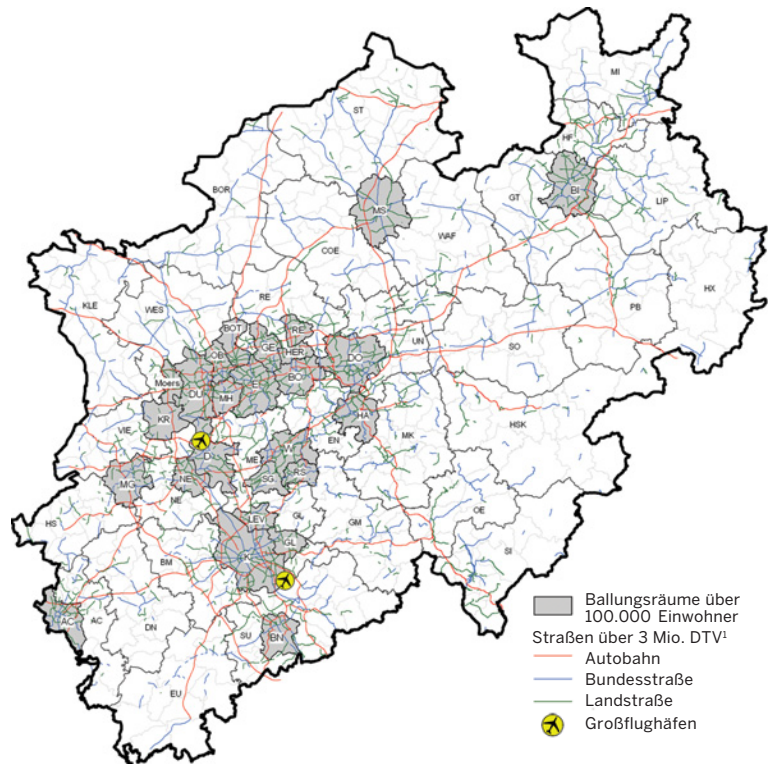 MI
ST
HF
BOR
MS
BI
GT
LIP
WAF
COE
HX
KLE
WES
RE
PB
BOT
RE
GE
HER
UN
SO
OB
DO
Moers
E
BO
DU
MH
HA
KR
HSK
VIE
EN
MK
W
ME
MG
NE
SG
RS
NE
OE
HS
LEV
GL
GM
GL
K
SI
BM
AC
AC
DN
SU
BN
EU
Ballungsräume über
100.000 Einwohner
Straßen über 3 Mio. DTV¹
Autobahn
Bundesstraße
Landstraße
Großflughäfen